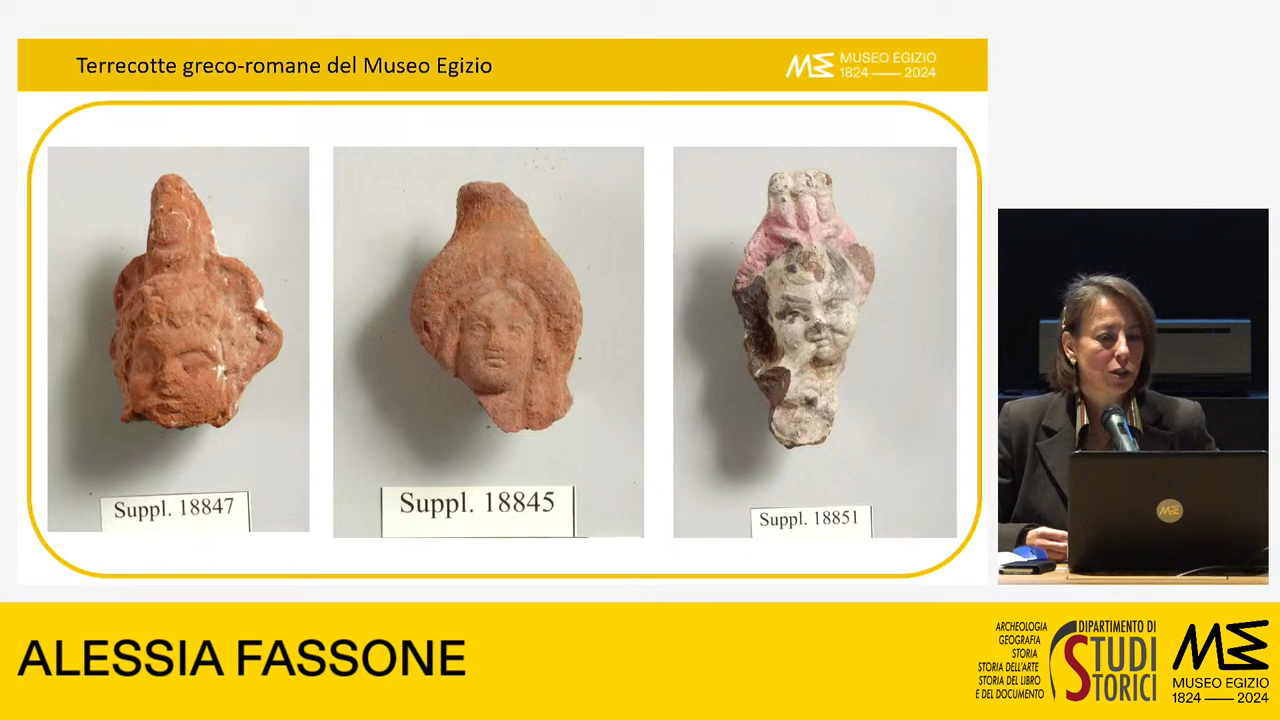 Terrecotte greco-romane del Museo Egizio
MUSEO EGIZIO
1824 — 2024
Suppl. 18847
Suppl. 18845
Suppl. 18851
ALESSIA FASSONE
ARCHEOLOGIA
GEOGRAFIA
STORIA
STORIA DELL'ARTE
STORIA DEL LIBRO
E DEL DOCUMENTO
DIPARTIMENTO DI
STUDI
STORICI
MUSEO EGIZIO
1824 — 2024